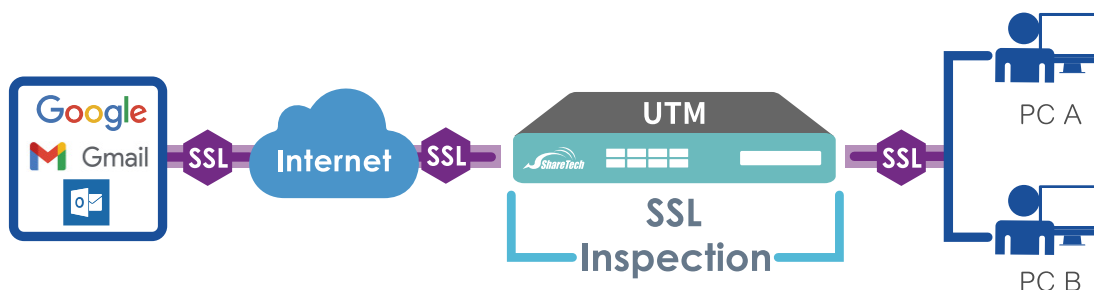 Google
Gmail
SSL
Internet
SSL
UTM
ShareTech
SSL
Inspection
SSL
PC A
PC B